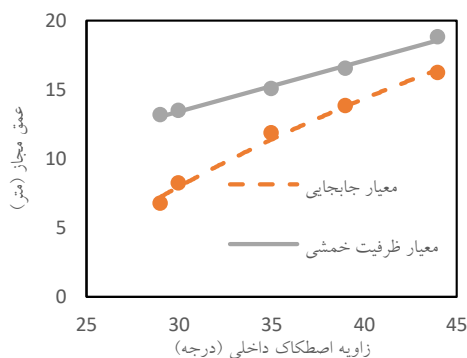 20
15
10
5
0
عمق مجاز (متر)
معیار جابجایی
معیار ظرفیت خمشی
25 30 35 40 45
زاویه اصطکاک داخلی (درجه)